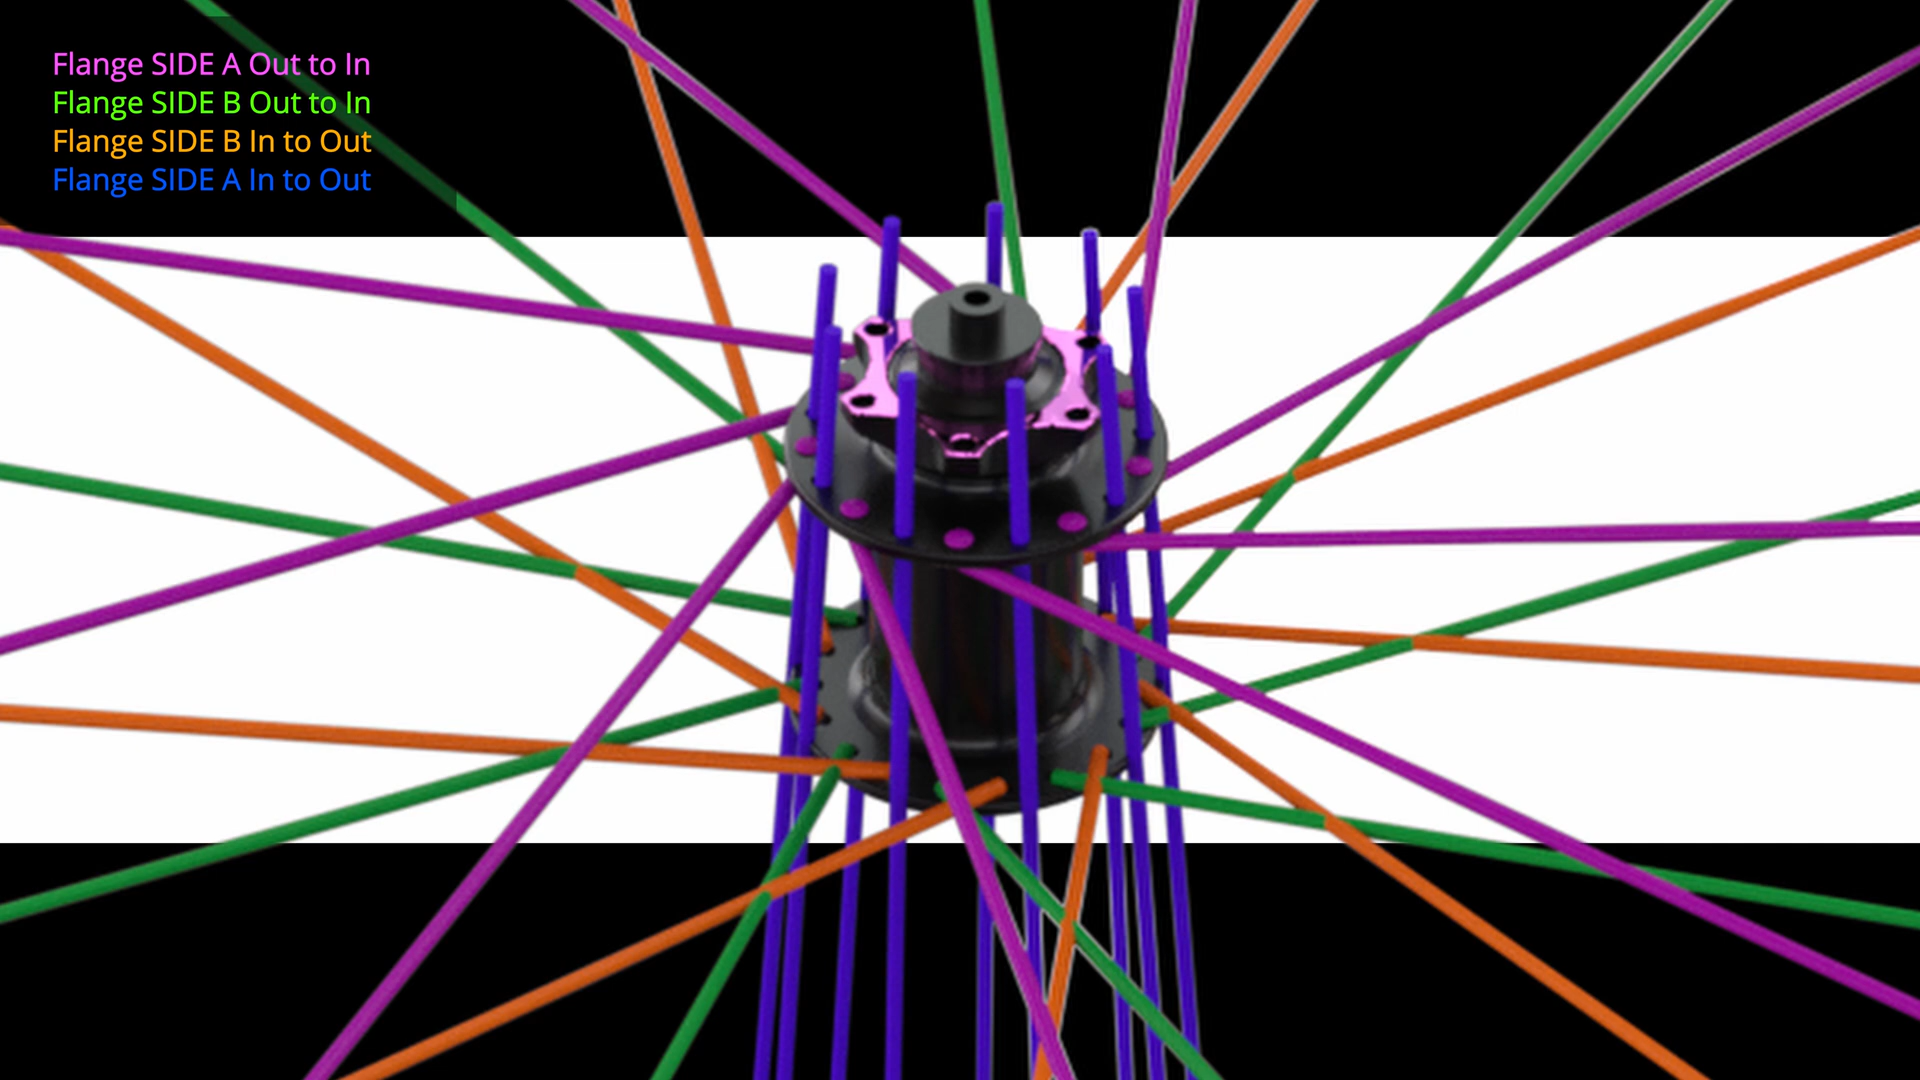 Flange SIDE A Out to In
Flange SIDE B Out to In
Flange SIDE B In to Out
Flange SIDE A In to Out